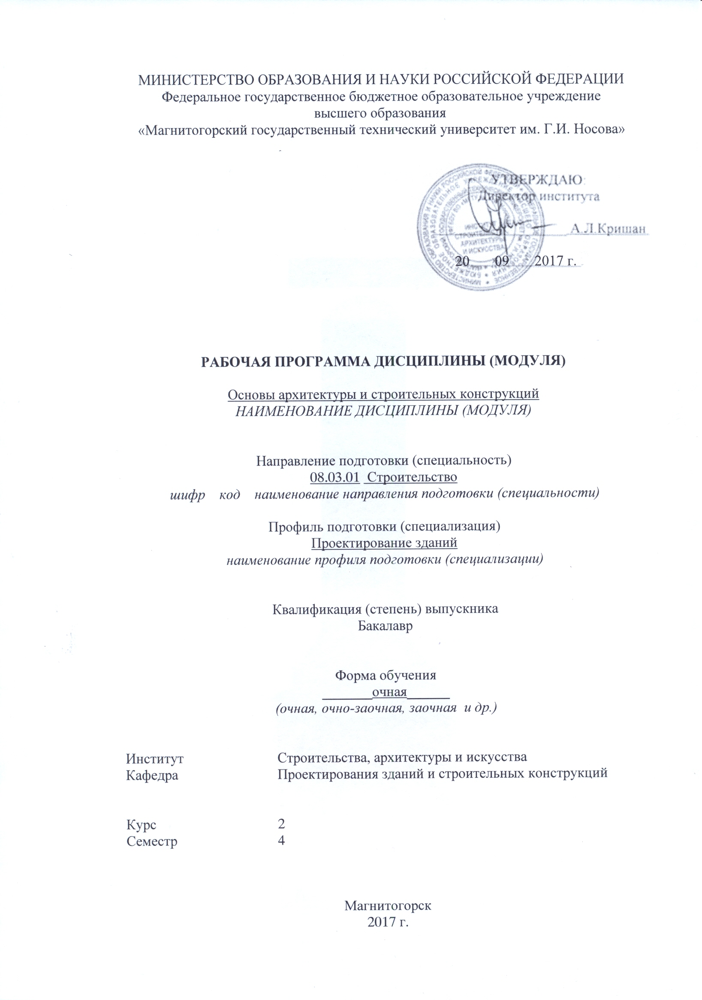 МИНИСТЕРСТВО ОБРАЗОВАНИЯ И НАУКИ РОССИЙСКОЙ ФЕДЕРАЦИИ
Федеральное государственное бюджетное образовательное учреждение
высшего образования
«Магнитогорский государственный технический университет им. Г.И. Носова»
УТВЕРЖДАЮ:
Директор института
А.Л.Кришан
20 09 2017 г.
РАБОЧАЯ ПРОГРАММА ДИСЦИПЛИНЫ (МОДУЛЯ)
Основы архитектуры и строительных конструкций
НАИМЕНОВАНИЕ ДИСЦИПЛИНЫ (МОДУЛЯ)
Направление подготовки (специальность)
08.03.01 Строительство
шифр код наименование направления подготовки (специальности)
Профиль подготовки (специализация)
Проектирование зданий
наименование профиля подготовки (специализации)
Квалификация (степень) выпускника
Бакалавр
Форма обучения
очная
(очная, очно-заочная, заочная и др.)
Институт Строительства, архитектуры и искусства
Кафедра Проектирования зданий и строительных конструкций
Курс 2
Семестр 4
Магнитогорск
2017 г.